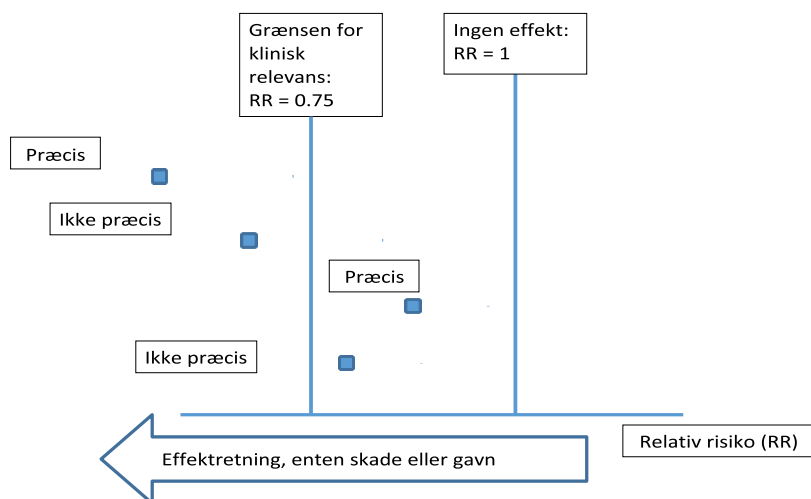 Grænsen for
klinisk
relevans:
RR = 0.75
Ingen effekt:
RR = 1
Præcis
Ikke præcis
Præcis
Ikke præcis
Relativ risiko (RR)
Effektretning, enten skade eller gavn